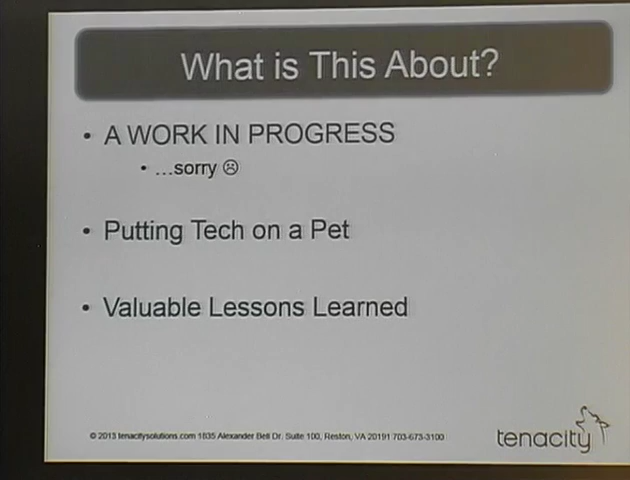 What is This About?
• A WORK IN PROGRESS
• ...sorry ☹
• Putting Tech on a Pet
• Valuable Lessons Learned
© 2013 tenacitysolutions.com 1835 Alexander Bell Dr. Suite 100, Reston, VA 20191 703-673-3100
tenacity